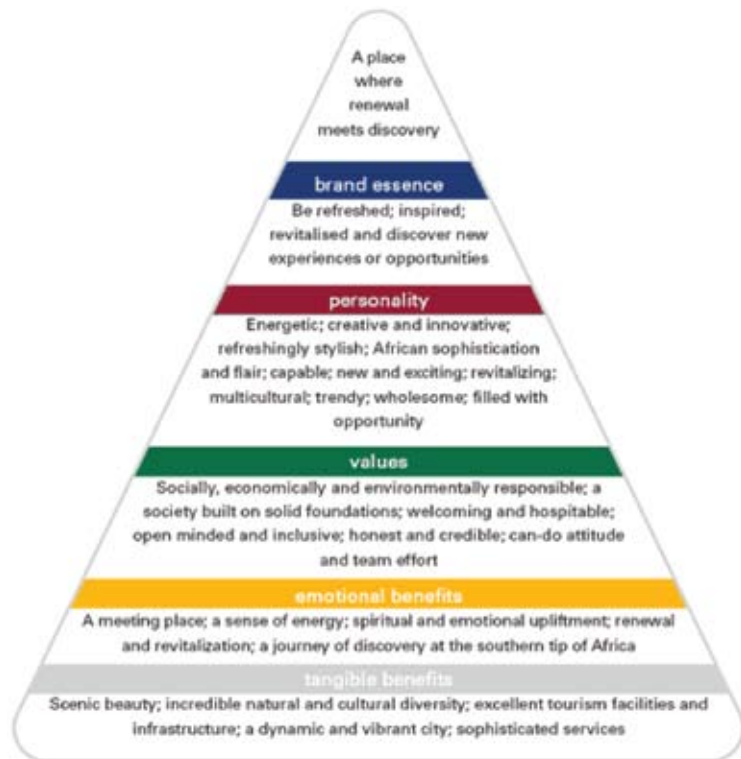 A place
where
renewal
meets discovery
brand essence
Be refreshed; inspired;
revitalised and discover new
experiences or opportunities
personality
Energetic; creative and innovative;
refreshingly stylish; African sophistication
and flair; capable; new and exciting; revitalizing;
multicultural; trendy; wholesome; filled with
opportunity
values
Socially, economically and environmentally responsible; a
society built on solid foundations; welcoming and hospitable;
open minded and inclusive; honest and credible; can-do attitude
and team effort
emotional benefits
A meeting place; a sense of energy; spiritual and emotional upliftment; renewal
and revitalization; a journey of discovery at the southern tip of Africa
tangible benefits
Scenic beauty; incredible natural and cultural diversity; excellent tourism facilities and
infrastructure; a dynamic and vibrant city; sophisticated services